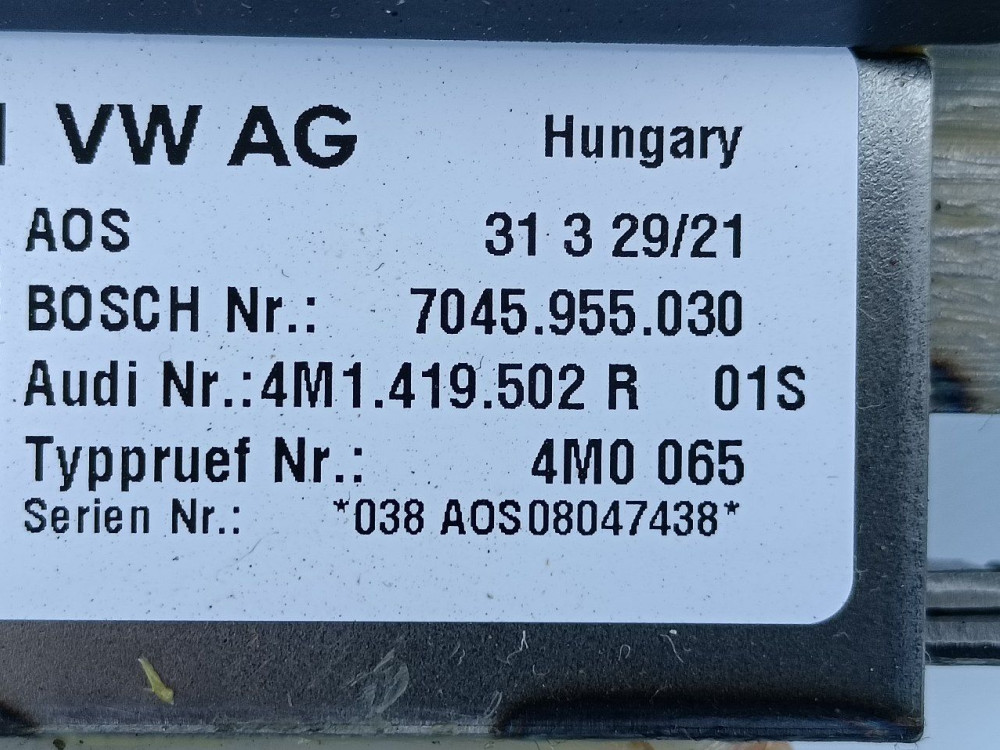 VW AG Hungary
AOS 31 3 29/21
BOSCH Nr.: 7045.955.030
Audi Nr.:4M1.419.502 R 01S
Typpruef Nr.: 4M0 065
Serien Nr.: *038 AOS08047438*